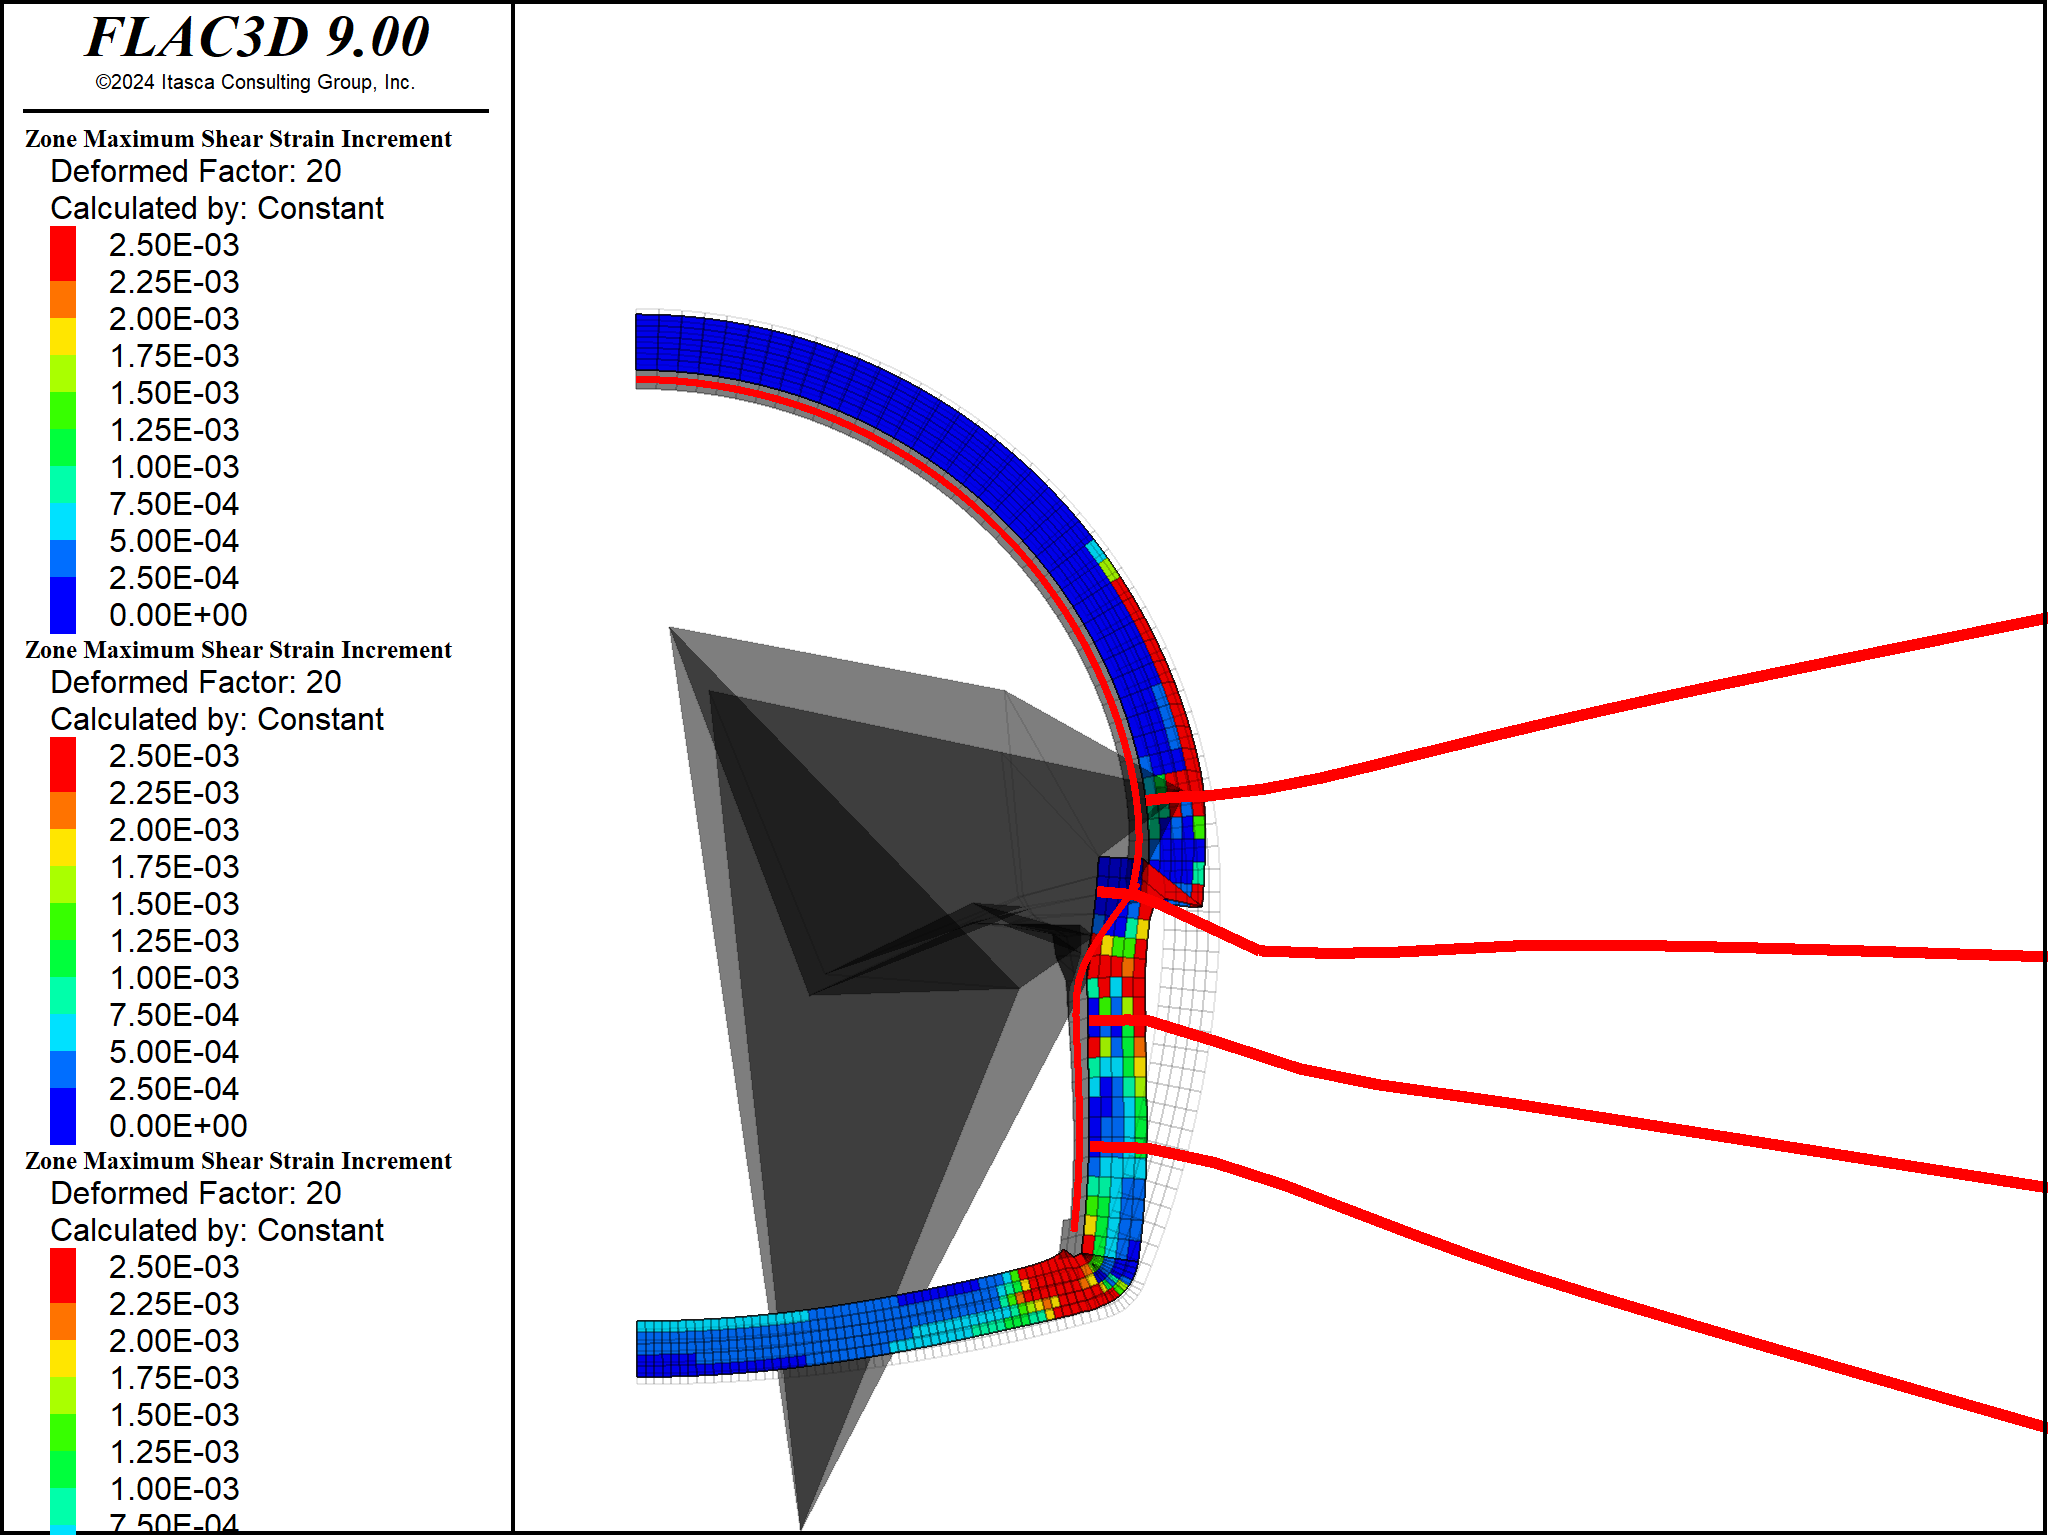 FLAC3D 9.00
©2024 Itasca Consulting Group, Inc.
Zone Maximum Shear Strain Increment
Deformed Factor: 20
Calculated by: Constant
2.50E-03
2.25E-03
2.00E-03
1.75E-03
1.50E-03
1.25E-03
1.00E-03
7.50E-04
5.00E-04
2.50E-04
0.00E+00
Zone Maximum Shear Strain Increment
Deformed Factor: 20
Calculated by: Constant
2.50E-03
2.25E-03
2.00E-03
1.75E-03
1.50E-03
1.25E-03
1.00E-03
7.50E-04
5.00E-04
2.50E-04
0.00E+00
Zone Maximum Shear Strain Increment
Deformed Factor: 20
Calculated by: Constant
2.50E-03
2.25E-03
2.00E-03
1.75E-03
1.50E-03
1.25E-03
1.00E-03
7.50E-04